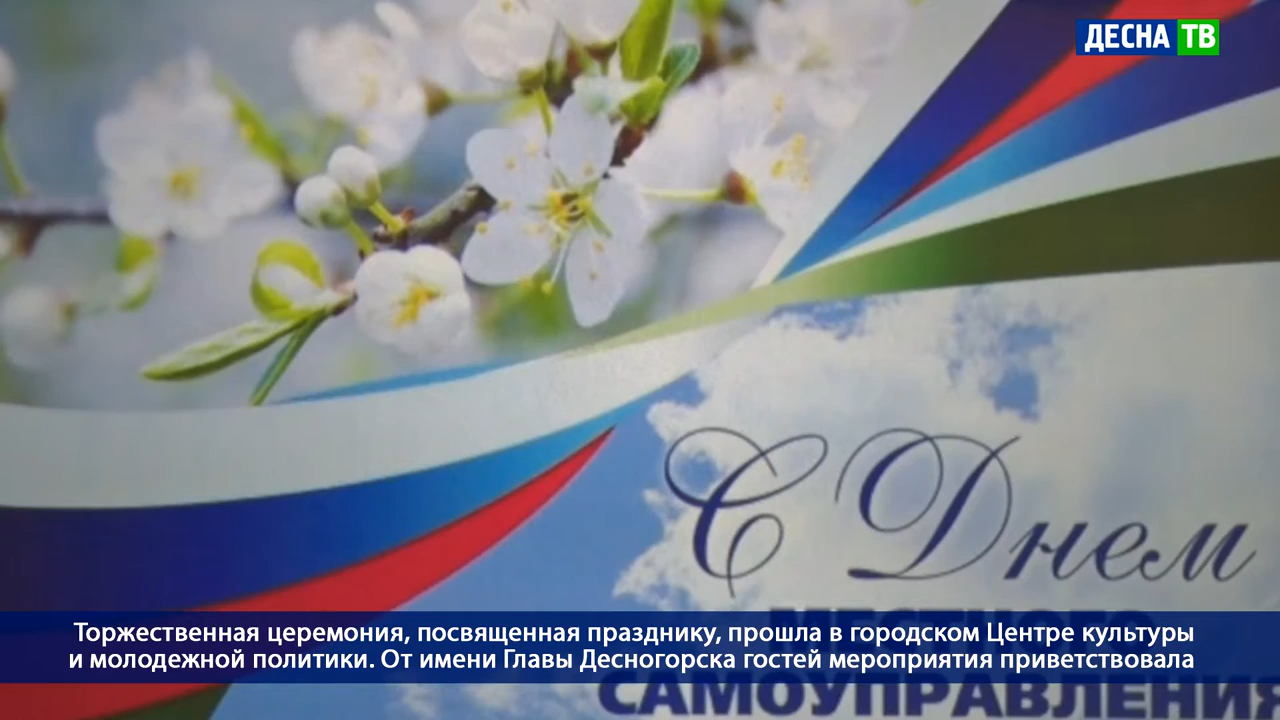 ДЕСНА ТВ
С Днем
МЕСТНОГО
Торжественная церемония, посвященная празднику, прошла в городском Центре культуры
и молодежной политики. От имени Главы Десногорска гостей мероприятия приветствовала
САМОУПРАВЛЕНИЯ